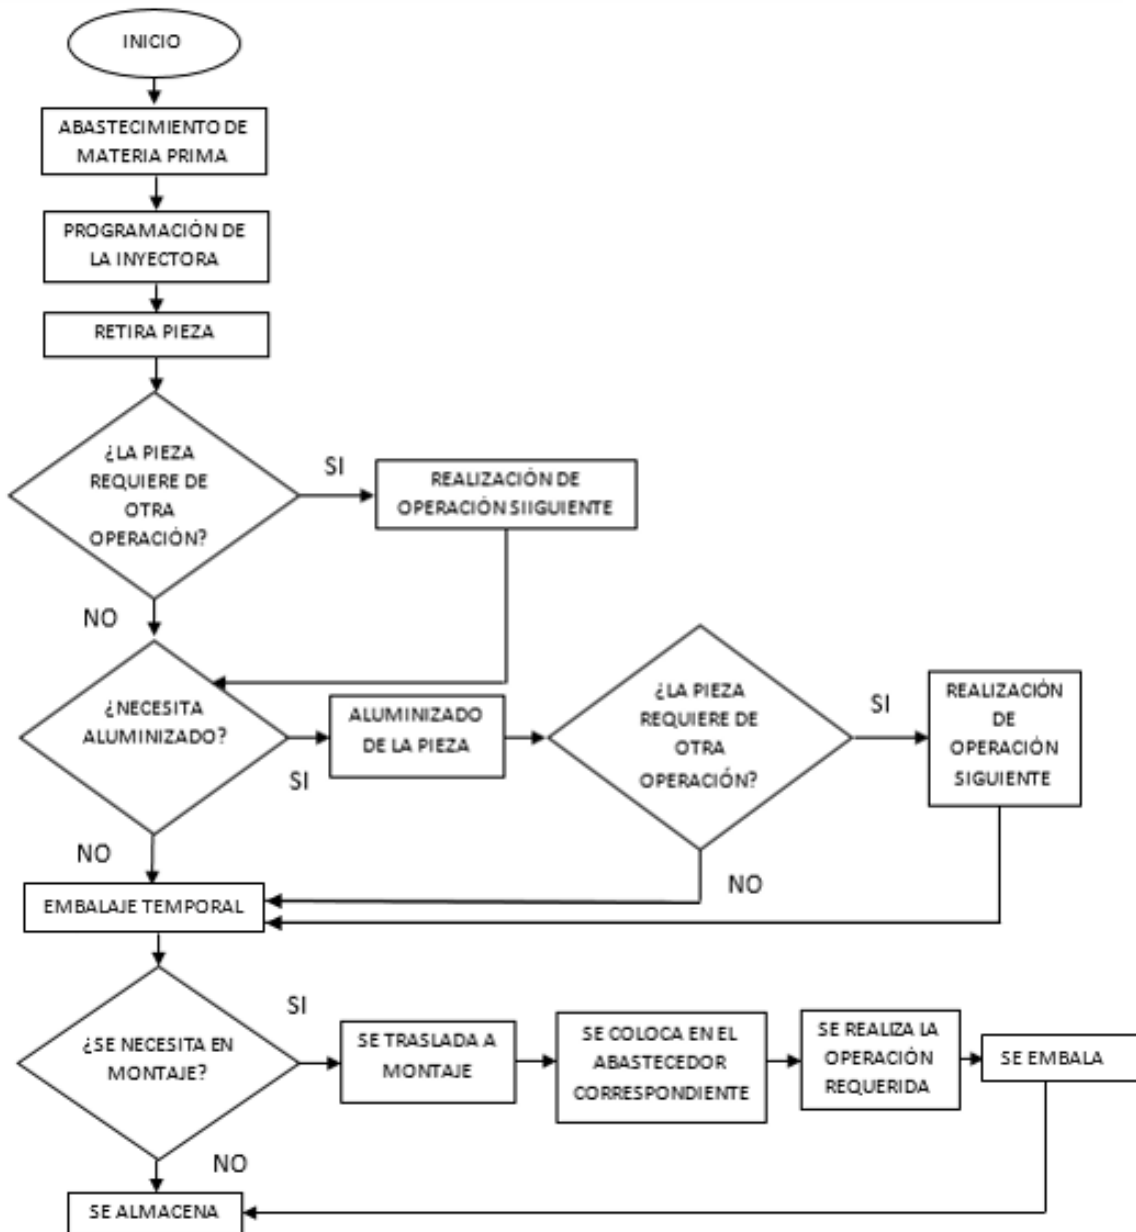 INICIO
ABASTECIMIENTO DE
MATERIA PRIMA
PROGRAMACIÓN DE
LA INYECTORA
RETIRA PIEZA
¿LA PIEZA
REQUIERE DE
OTRA
OPERACIÓN?
SI
REALIZACIÓN DE
OPERACIÓN SIIGUIENTE
NO
¿NECESITA
ALUMINIZADO?
SI
ALUMINIZADO
DE LA PIEZA
¿LA PIEZA
REQUIERE DE
OTRA
OPERACIÓN?
SI
REALIZACIÓN
DE
OPERACIÓN
SIGUIENTE
NO
NO
EMBALAJE TEMPORAL
¿SE NECESITA EN
MONTAJE?
SI
SE TRASLADA A
MONTAJE
SE COLOCA EN EL
ABASTECEDOR
CORRESPONDIENTE
SE REALIZA LA
OPERACIÓN
REQUERIDA
SE EMBALA
NO
SE ALMACENA